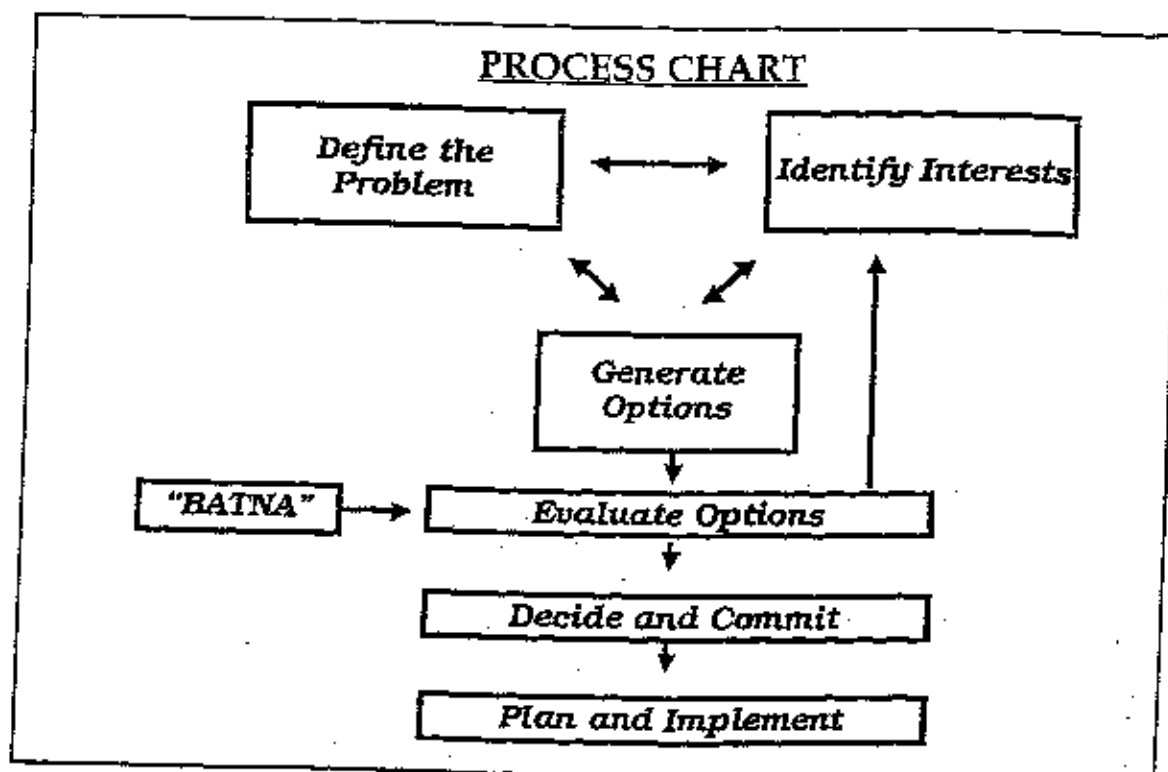 PROCESS CHART
Define the
Problem
Identify Interests
Generate
Options
"BATNA"
Evaluate Options
Decide and Commit
Plan and Implement